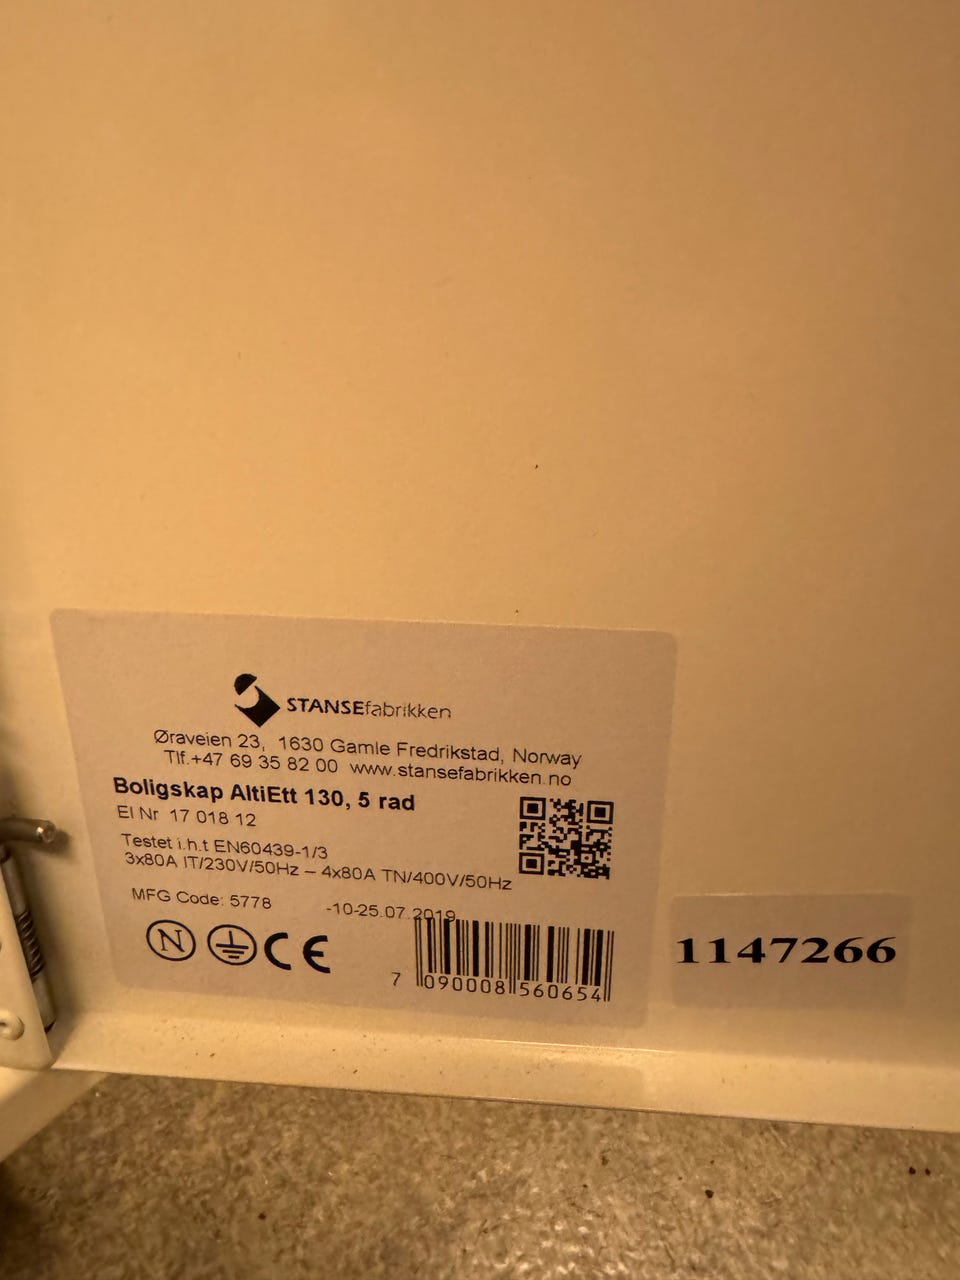 STANSEfabrikken
Øraveien 23, 1630 Gamle Fredrikstad, Norway
Tlf.+47 69 35 82 00 www.stansefabrikken.no
Boligskap AltiEtt 130, 5 rad
El Nr 17 018 12
Testet i.h.t EN60439-1/3
3x80A IT/230V/50Hz – 4x80A TN/400V/50Hz
MFG Code: 5778 -10-25.07.2019
N CE
7 090008 560654
1147266